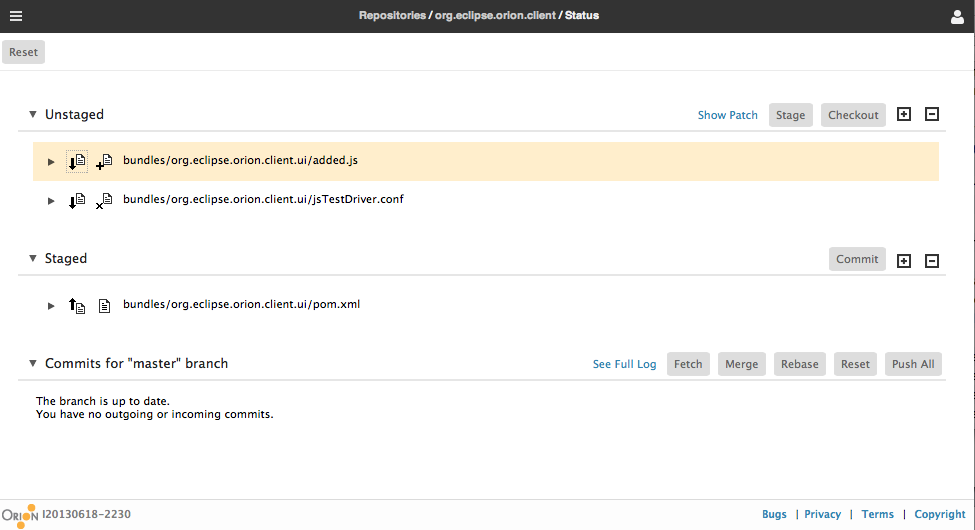 Repositories / org.eclipse.orion.client / Status
Reset
Unstaged Show Patch Stage Checkout
bundles/org.eclipse.orion.client.ui/added.js
bundles/org.eclipse.orion.client.ui/jsTestDriver.conf
Staged Commit
bundles/org.eclipse.orion.client.ui/pom.xml
Commits for "master" branch See Full Log Fetch Merge Rebase Reset Push All
The branch is up to date.
You have no outgoing or incoming commits.
ORION I20130618-2230 Bugs | Privacy | Terms | Copyright